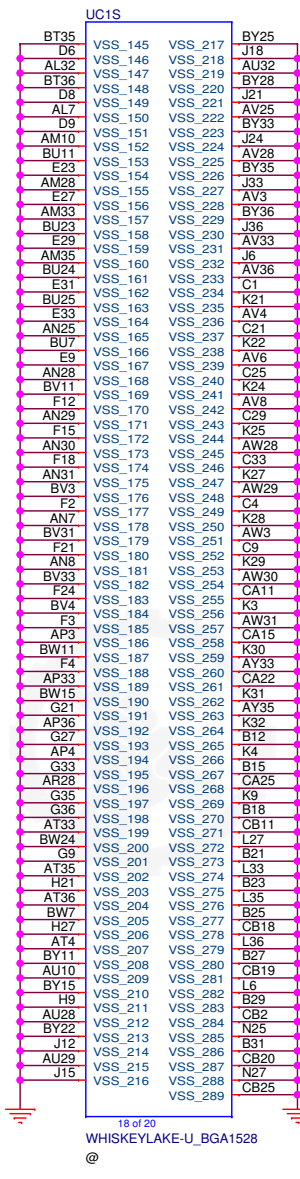 UC1S
BT35 VSS_145 VSS_217 BY25
D6 VSS_146 VSS_218 J18
AL32 VSS_147 VSS_219 AU32
BT36 VSS_148 VSS_220 BY28
D8 VSS_149 VSS_221 J21
AL7 VSS_150 VSS_222 AV25
D9 VSS_151 VSS_223 BY33
AM10 VSS_152 VSS_224 J24
BU11 VSS_153 VSS_225 AV28
E23 VSS_154 VSS_226 BY35
AM28 VSS_155 VSS_227 J33
E27 VSS_156 VSS_228 AV3
AM33 VSS_157 VSS_229 BY36
BU23 VSS_158 VSS_230 J36
E29 VSS_159 VSS_231 AV33
AM35 VSS_160 VSS_232 J6
BU24 VSS_161 VSS_233 AV36
E31 VSS_162 VSS_234 C1
BU25 VSS_163 VSS_235 K21
E33 VSS_164 VSS_236 AV4
AN25 VSS_165 VSS_237 C21
BU7 VSS_166 VSS_238 K22
E9 VSS_167 VSS_239 AV6
AN28 VSS_168 VSS_240 C25
BV11 VSS_169 VSS_241 K24
F12 VSS_170 VSS_242 AV8
AN29 VSS_171 VSS_243 C29
F15 VSS_172 VSS_244 K25
AN30 VSS_173 VSS_245 AW28
F18 VSS_174 VSS_246 C33
AN31 VSS_175 VSS_247 K27
BV3 VSS_176 VSS_248 AW29
F2 VSS_177 VSS_249 C4
AN7 VSS_178 VSS_250 K28
BV31 VSS_179 VSS_251 AW3
F21 VSS_180 VSS_252 C9
AN8 VSS_181 VSS_253 K29
BV33 VSS_182 VSS_254 AW30
F24 VSS_183 VSS_255 CA11
BV4 VSS_184 VSS_256 K3
F3 VSS_185 VSS_257 AW31
AP3 VSS_186 VSS_258 CA15
BW11 VSS_187 VSS_259 K30
F4 VSS_188 VSS_260 AY33
AP33 VSS_189 VSS_261 CA22
BW15 VSS_190 VSS_262 K31
G21 VSS_191 VSS_263 AY35
AP36 VSS_192 VSS_264 K32
G27 VSS_193 VSS_265 B12
AP4 VSS_194 VSS_266 K4
G33 VSS_195 VSS_267 B15
AR28 VSS_196 VSS_268 CA25
G35 VSS_197 VSS_269 K9
G36 VSS_198 VSS_270 B18
AT33 VSS_199 VSS_271 CB11
BW24 VSS_200 VSS_272 L27
G9 VSS_201 VSS_273 B21
AT35 VSS_202 VSS_274 L33
H21 VSS_203 VSS_275 B23
AT36 VSS_204 VSS_276 L35
BW7 VSS_205 VSS_277 B25
H27 VSS_206 VSS_278 CB18
AT4 VSS_207 VSS_279 L36
BY11 VSS_208 VSS_280 B27
AU10 VSS_209 VSS_281 CB19
BY15 VSS_210 VSS_282 L6
H9 VSS_211 VSS_283 B29
AU28 VSS_212 VSS_284 CB2
BY22 VSS_213 VSS_285 N25
J12 VSS_214 VSS_286 B31
AU29 VSS_215 VSS_287 CB20
J15 VSS_216 VSS_288 N27
VSS_289 CB25
18 of 20
WHISKEYLAKE-U_BGA1528
@